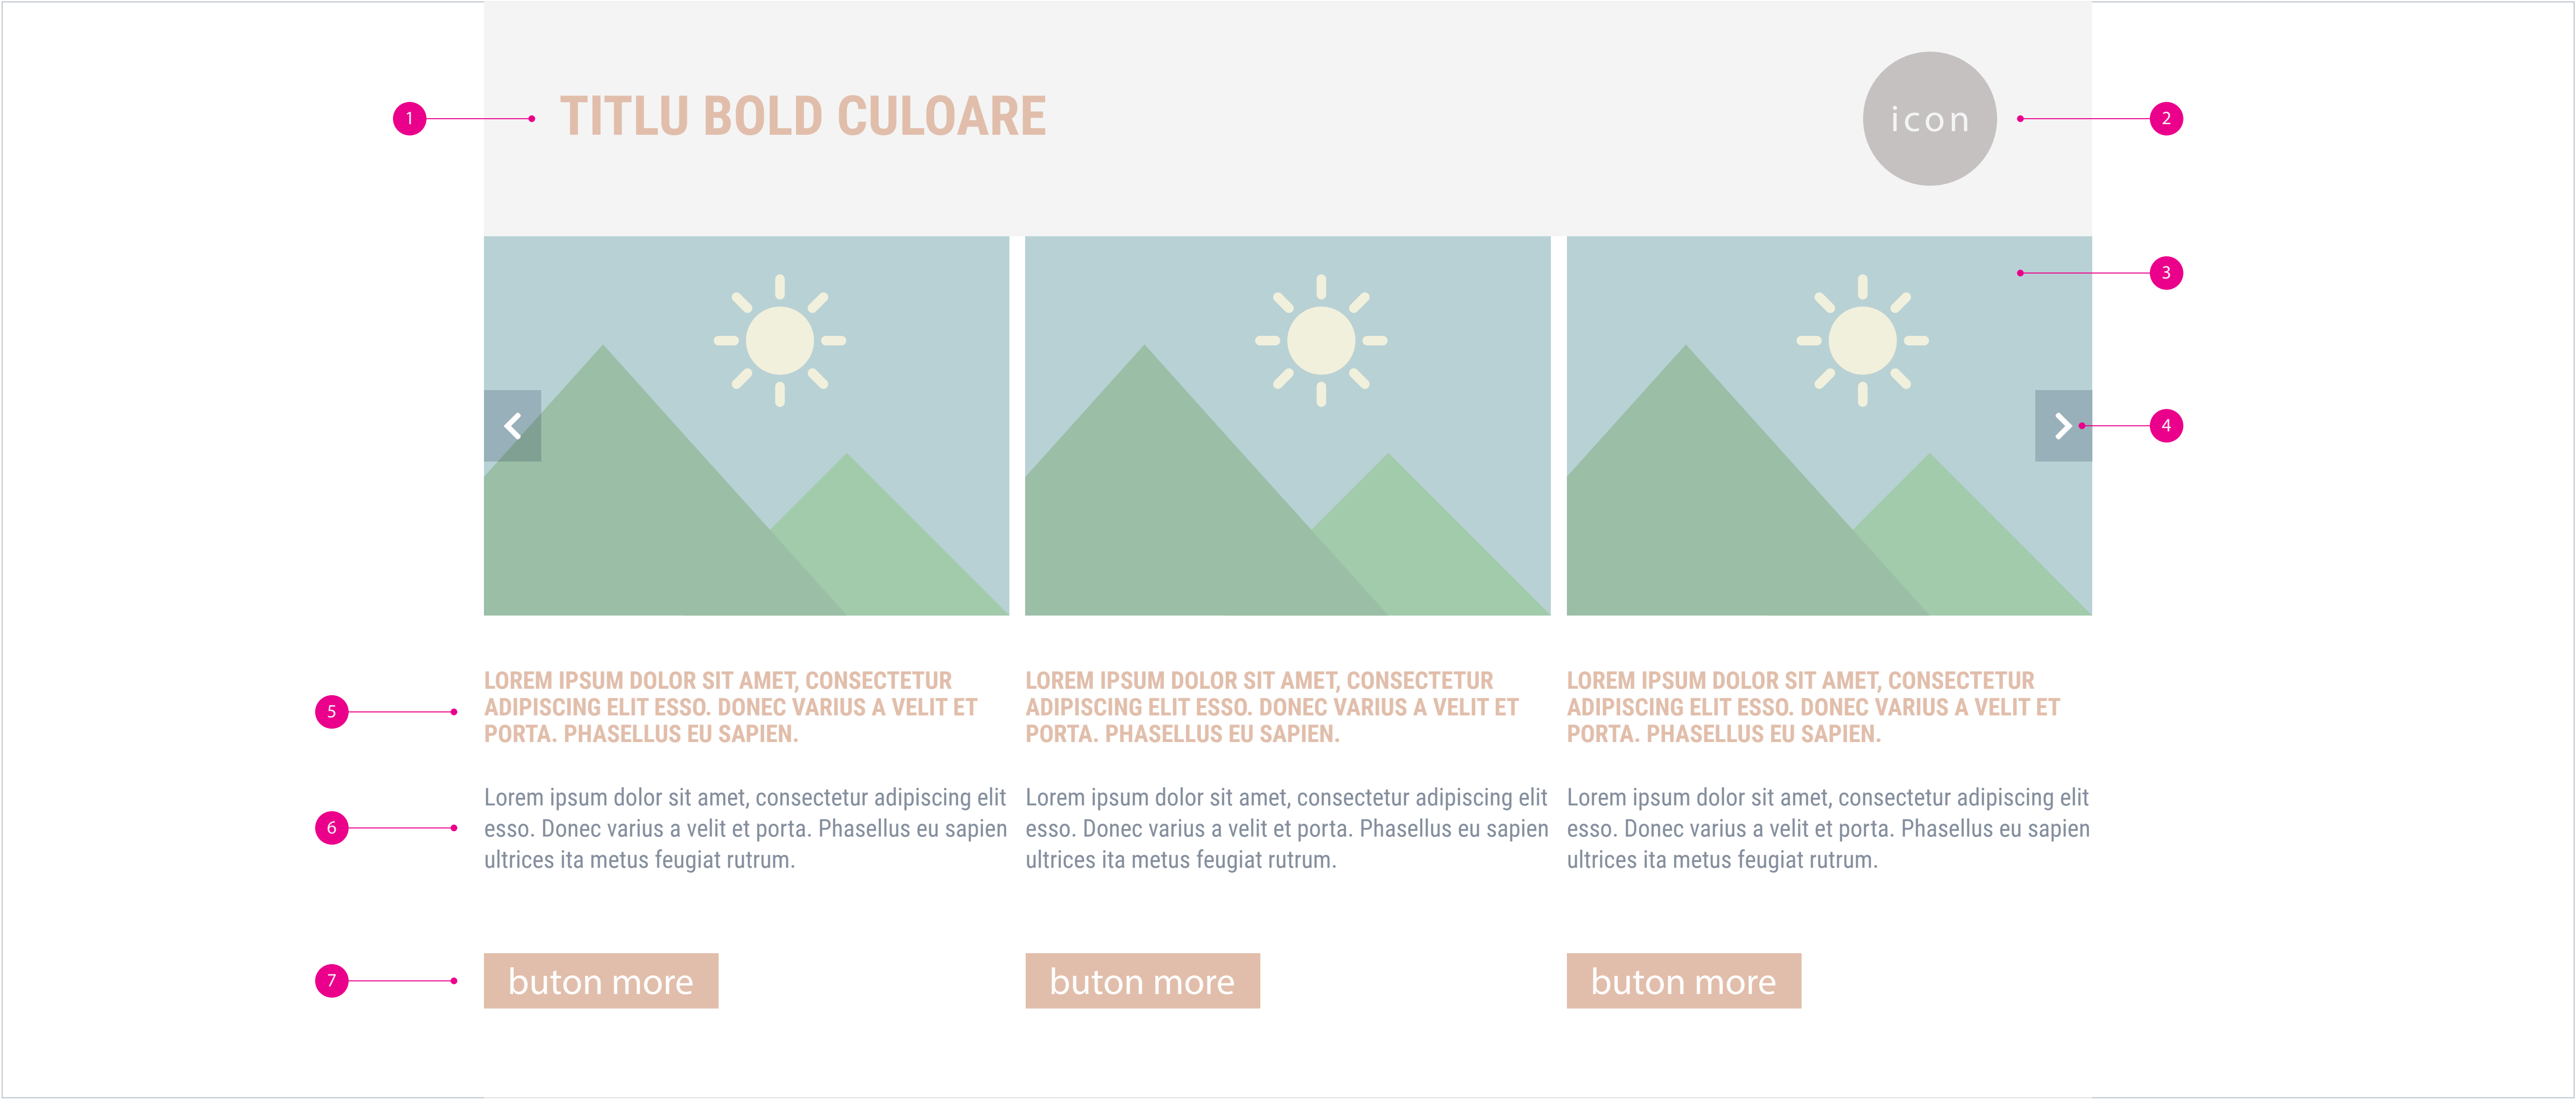 1
TITLU BOLD CULOARE
icon
2
3
4
5
LOREM IPSUM DOLOR SIT AMET, CONSECTETUR
ADIPISCING ELIT ESSO. DONEC VARIUS A VELIT ET
PORTA. PHASELLUS EU SAPIEN.
LOREM IPSUM DOLOR SIT AMET, CONSECTETUR
ADIPISCING ELIT ESSO. DONEC VARIUS A VELIT ET
PORTA. PHASELLUS EU SAPIEN.
LOREM IPSUM DOLOR SIT AMET, CONSECTETUR
ADIPISCING ELIT ESSO. DONEC VARIUS A VELIT ET
PORTA. PHASELLUS EU SAPIEN.
6
Lorem ipsum dolor sit amet, consectetur adipiscing elit
esso. Donec varius a velit et porta. Phasellus eu sapien
ultrices ita metus feugiat rutrum.
Lorem ipsum dolor sit amet, consectetur adipiscing elit
esso. Donec varius a velit et porta. Phasellus eu sapien
ultrices ita metus feugiat rutrum.
Lorem ipsum dolor sit amet, consectetur adipiscing elit
esso. Donec varius a velit et porta. Phasellus eu sapien
ultrices ita metus feugiat rutrum.
7
buton more
buton more
buton more